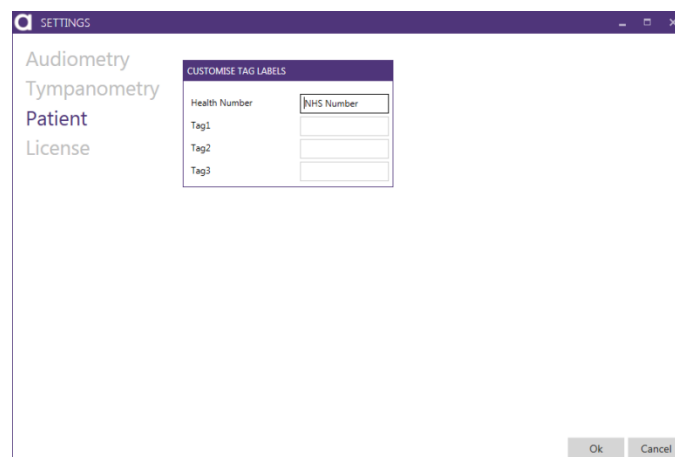 SETTINGS
Audiometry
Tympanometry
Patient
License
CUSTOMISE TAG LABELS
Health Number NHS Number
Tag1
Tag2
Tag3
Ok Cancel